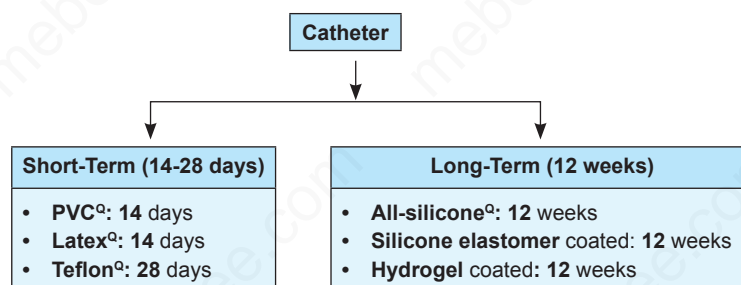 Catheter
Short-Term (14-28 days)
• PVCQ: 14 days
• LatexQ: 14 days
• TeflonQ: 28 days
Long-Term (12 weeks)
• All-siliconeQ: 12 weeks
• Silicone elastomer coated: 12 weeks
• Hydrogel coated: 12 weeks